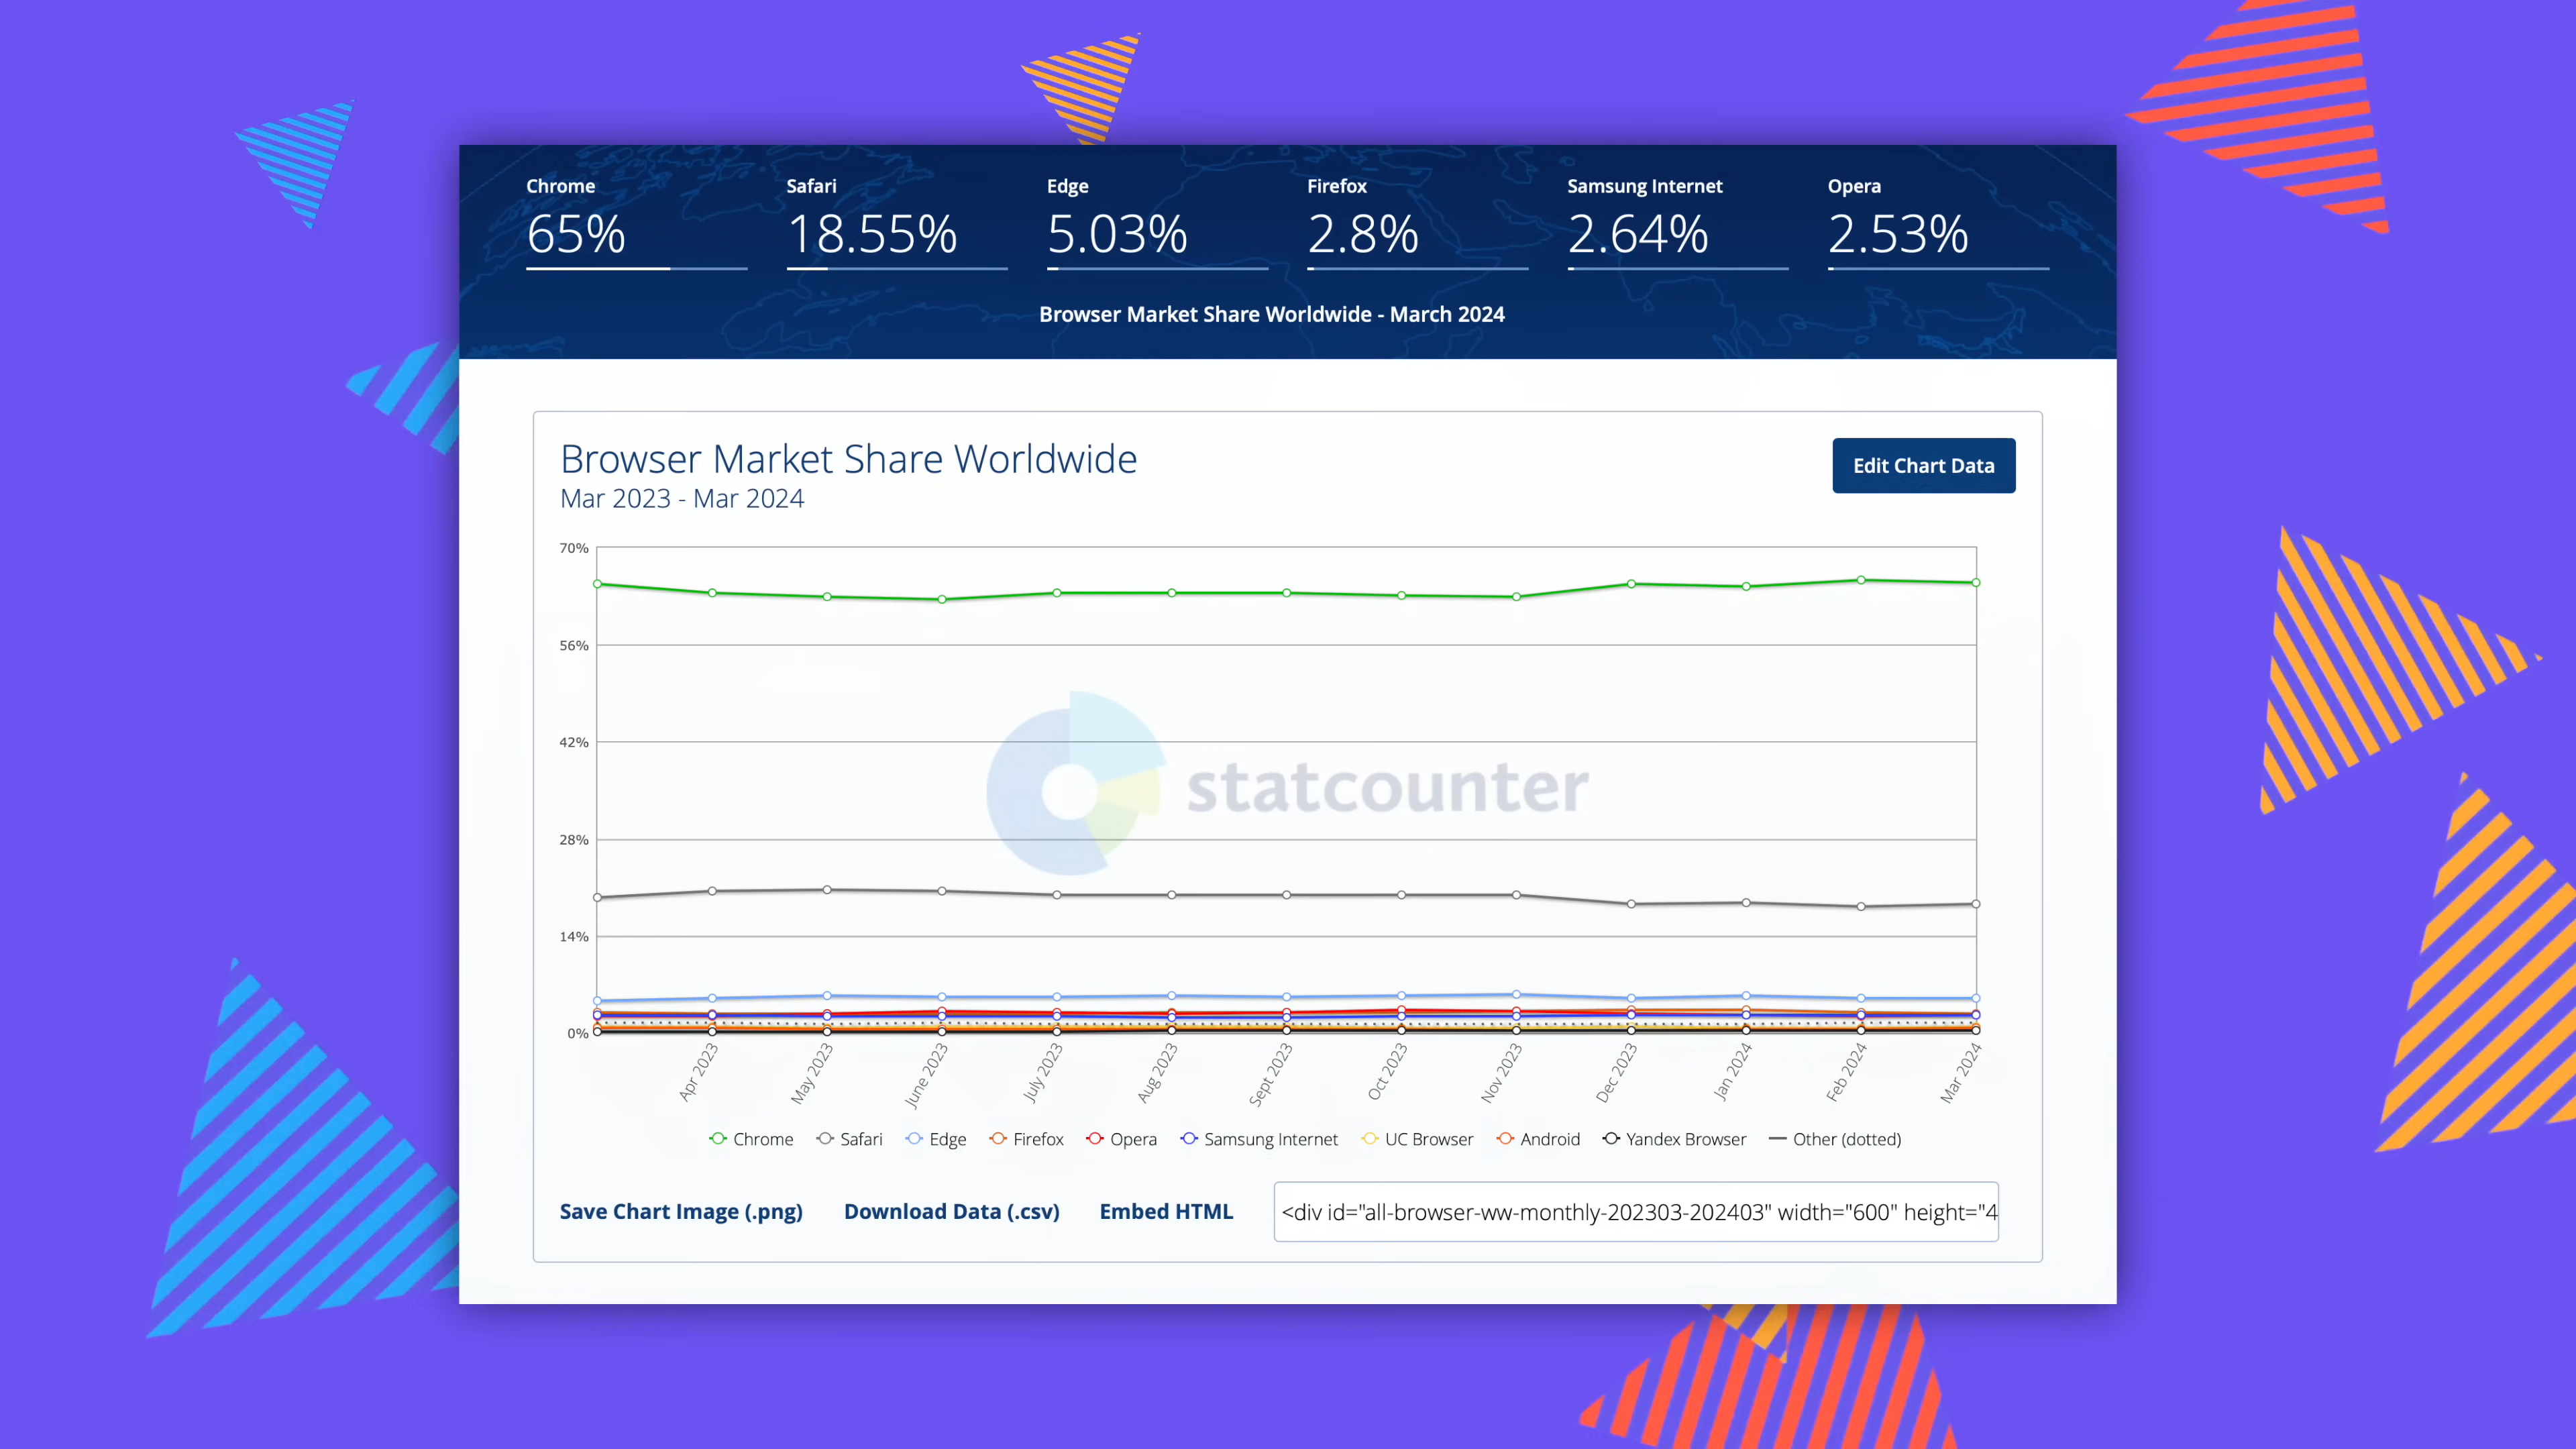 Chrome Safari Edge Firefox Samsung Internet Opera
65% 18.55% 5.03% 2.8% 2.64% 2.53%
Browser Market Share Worldwide - March 2024
Browser Market Share Worldwide
Edit Chart Data
Mar 2023 - Mar 2024
70%
56%
42%
statcounter
28%
14%
0%
Apr 2023 May 2023 June 2023 July 2023 Aug 2023 Sept 2023 Oct 2023 Nov 2023 Dec 2023 Jan 2024 Feb 2024 Mar 2024
Chrome Safari Edge Firefox Opera Samsung Internet UC Browser Android Yandex Browser Other (dotted)
Save Chart Image (.png) Download Data (.csv) Embed HTML <div id="all-browser-ww-monthly-202303-202403" width="600" height="4